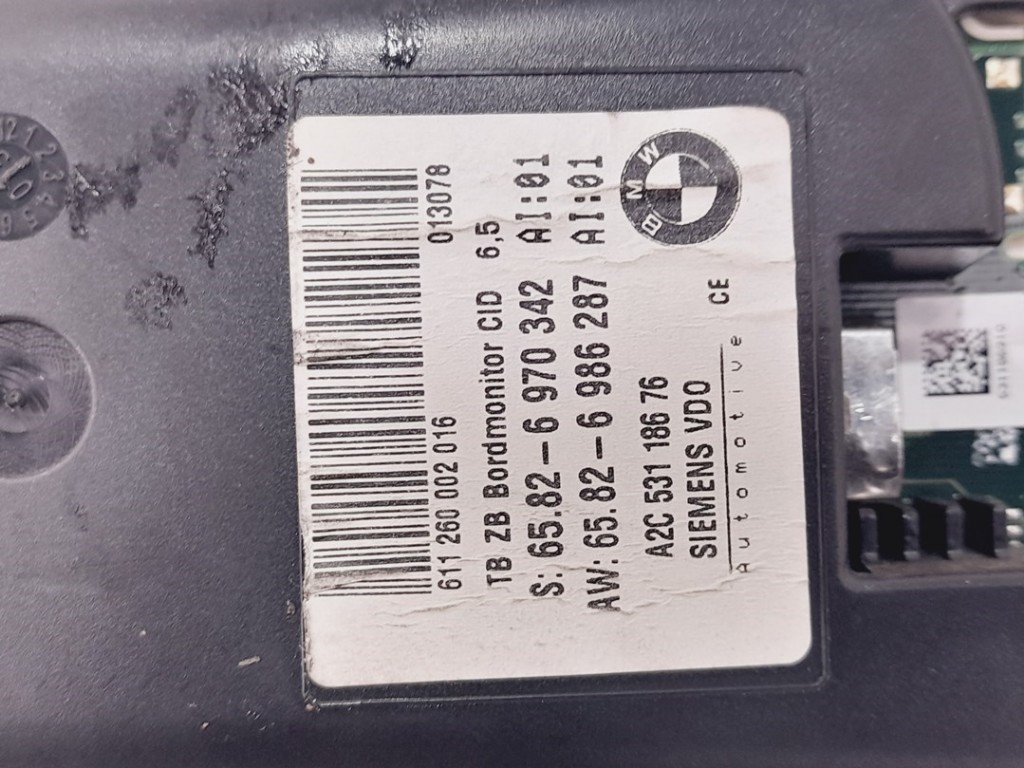 611 260 002 016 013078
TB ZB Bordmonitor CID 6,5
S: 65.82-6 970 342 AI:01
AW: 65.82-6 986 287 AI:01
A2C 531 186 76
SIEMENS VDO
Automotive CE
BMW